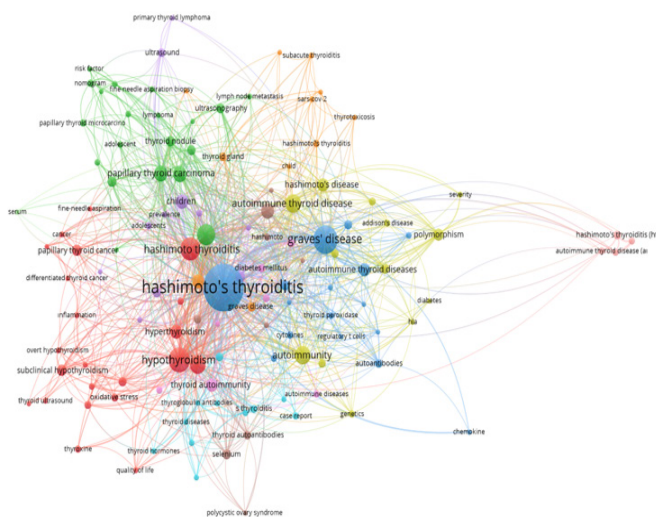 primary thyroid lymphoma
ultrasound
subacute thyroiditis
risk factor
nomogram
fine-needle aspiration biopsy
lymph node metastasis
sars-cov-2
ultrasonography
lymphoma
thyrotoxicosis
papillary thyroid microcarcino
adolescent
thyroid nodule
hashimoto's thyroiditis
thyroid gland
child
papillary thyroid carcinoma
hashimoto's disease
severity
children
autoimmune thyroid disease
serum
fine-needle aspiration
prevalence
addison's disease
adolescents
cancer
hashimoto
graves' disease
polymorphism
hashimoto's thyroiditis (h
papillary thyroid cancer
hashimoto thyroiditis
autoimmune thyroid disease (a
diabetes mellitus
autoimmune thyroid diseases
differentiated thyroid cancer
hashimoto's thyroiditis
diabetes
graves disease
inflammation
thyroid peroxidase
hla
hyperthyroidism
cytokines
regulatory t cells
overt hypothyroidism
hypothyroidism
autoimmunity
autoantibodies
subclinical hypothyroidism
thyroid autoimmunity
oxidative stress
thyroglobulin antibodies
autoimmune diseases
thyroid ultrasound
s thyroiditis
case report
genetics
thyroid diseases
thyroid autoantibodies
chemokine
thyroxine
thyroid hormones
selenium
quality of life
polycystic ovary syndrome